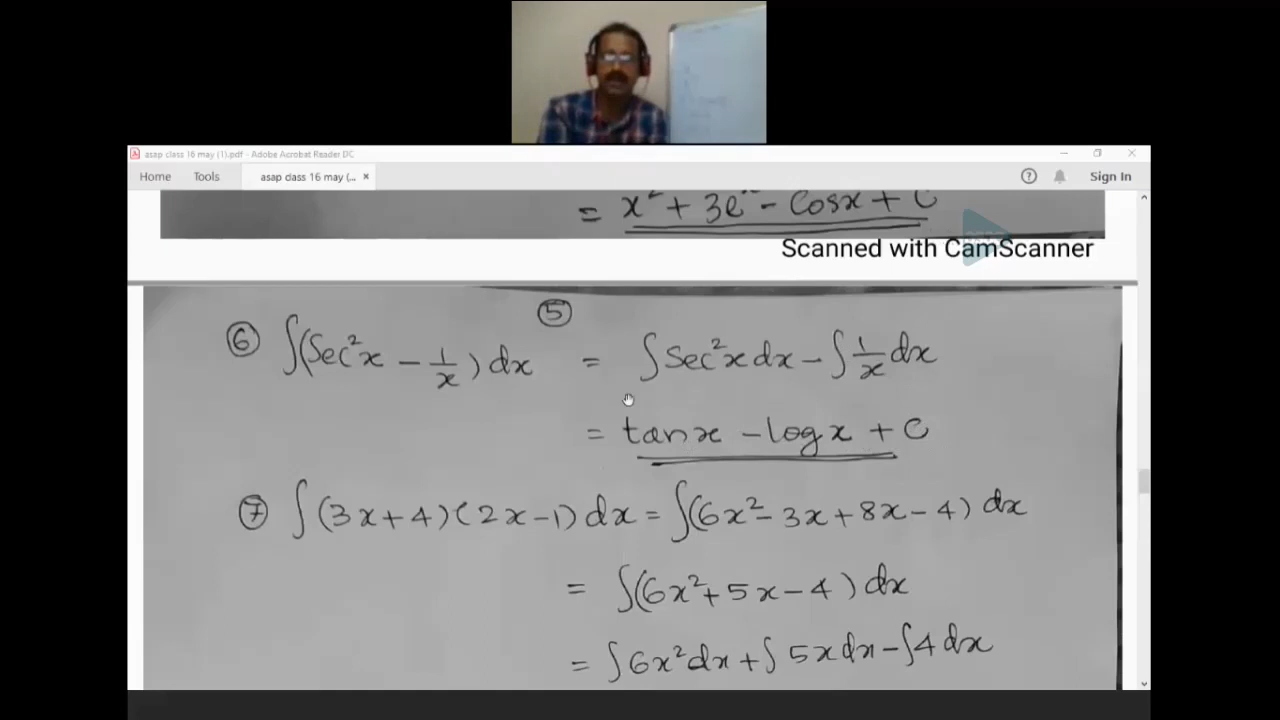 asap class 16 may (1).pdf - Adobe Acrobat Reader DC
Home Tools asap class 16 may (... × Sign In
= x² + 3eˣ - Cosx + C
Scanned with CamScanner
⑤
⑥ ∫(Sec²x - 1/x) dx = ∫Sec²x dx - ∫1/x dx
= tanx - logx + C
⑦ ∫(3x+4)(2x-1) dx = ∫(6x² - 3x + 8x - 4) dx
= ∫(6x² + 5x - 4) dx
= ∫6x² dx + ∫5x dx - ∫4 dx